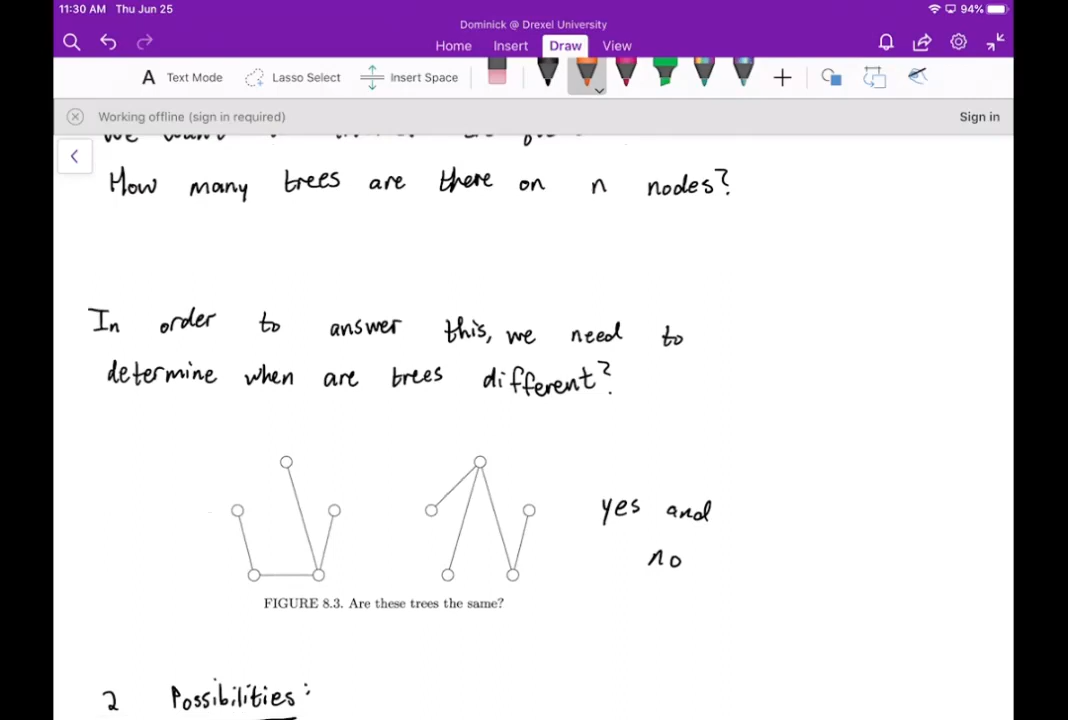 11:30 AM Thu Jun 25
94%
Dominick @ Drexel University
Home Insert Draw View
A Text Mode Lasso Select Insert Space
Working offline (sign in required) Sign in
we want
How many trees are there on n nodes?
In order to answer this, we need to
determine when are trees different?
yes and
no
FIGURE 8.3. Are these trees the same?
2 Possibilities: